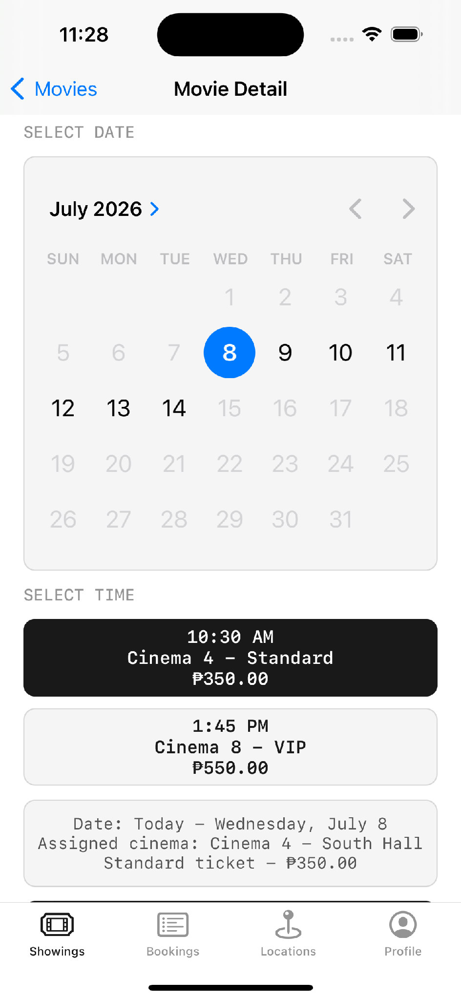 11:28
Movies
Movie Detail
SELECT DATE
July 2026
SUN MON TUE WED THU FRI SAT
1 2 3 4
5 6 7 8 9 10 11
12 13 14 15 16 17 18
19 20 21 22 23 24 25
26 27 28 29 30 31
SELECT TIME
10:30 AM
Cinema 4 – Standard
₱350.00
1:45 PM
Cinema 8 – VIP
₱550.00
Date: Today – Wednesday, July 8
Assigned cinema: Cinema 4 – South Hall
Standard ticket – ₱350.00
Showings
Bookings
Locations
Profile